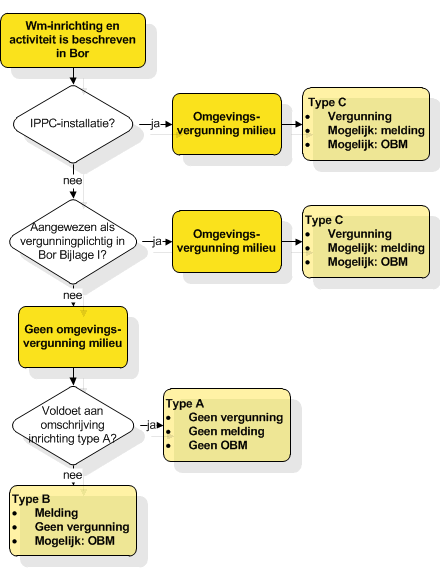 Wm-inrichting en
activiteit is beschreven
in Bor
IPPC-installatie?
ja
Omgevings-
vergunning milieu
Type C
• Vergunning
• Mogelijk: melding
• Mogelijk: OBM
nee
Aangewezen als
vergunningplichtig in
Bor Bijlage I?
ja
Omgevings-
vergunning milieu
Type C
• Vergunning
• Mogelijk: melding
• Mogelijk: OBM
nee
Geen omgevings-
vergunning milieu
Voldoet aan
omschrijving
inrichting type A?
ja
Type A
• Geen vergunning
• Geen melding
• Geen OBM
nee
Type B
• Melding
• Geen vergunning
• Mogelijk: OBM